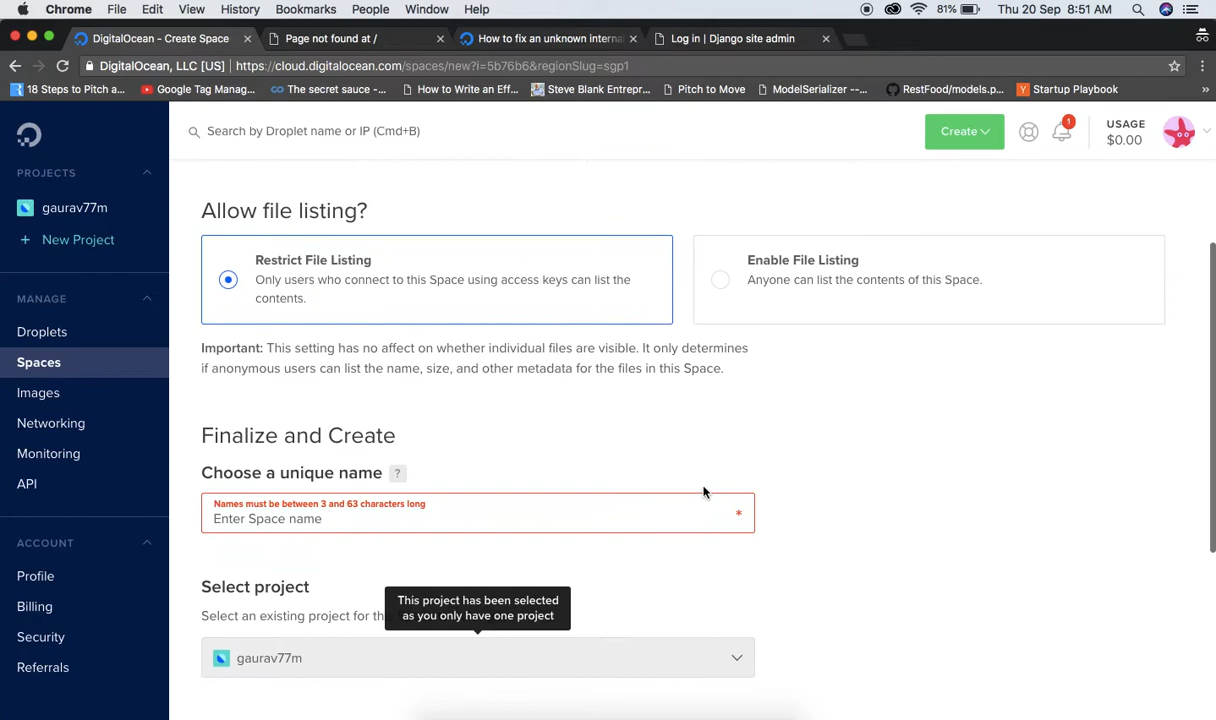 Chrome File Edit View History Bookmarks People Window Help 81% Thu 20 Sep 8:51 AM
DigitalOcean - Create Space Page not found at / How to fix an unknown interna Log in | Django site admin
DigitalOcean, LLC [US] | https://cloud.digitalocean.com/spaces/new?i=5b76b6&regionSlug=sgp1
18 Steps to Pitch a... Google Tag Manag... The secret sauce -... How to Write an Eff... Steve Blank Entrepr... Pitch to Move ModelSerializer --... RestFood/models.p... Startup Playbook »
Search by Droplet name or IP (Cmd+B) Create 1 USAGE
$0.00
PROJECTS
gaurav77m
+ New Project
MANAGE
Droplets
Spaces
Images
Networking
Monitoring
API
ACCOUNT
Profile
Billing
Security
Referrals
Allow file listing?
Restrict File Listing
Only users who connect to this Space using access keys can list the
contents.
Enable File Listing
Anyone can list the contents of this Space.
Important: This setting has no affect on whether individual files are visible. It only determines
if anonymous users can list the name, size, and other metadata for the files in this Space.
Finalize and Create
Choose a unique name ?
Names must be between 3 and 63 characters long
Enter Space name *
Select project
This project has been selected
as you only have one project
Select an existing project for th
gaurav77m